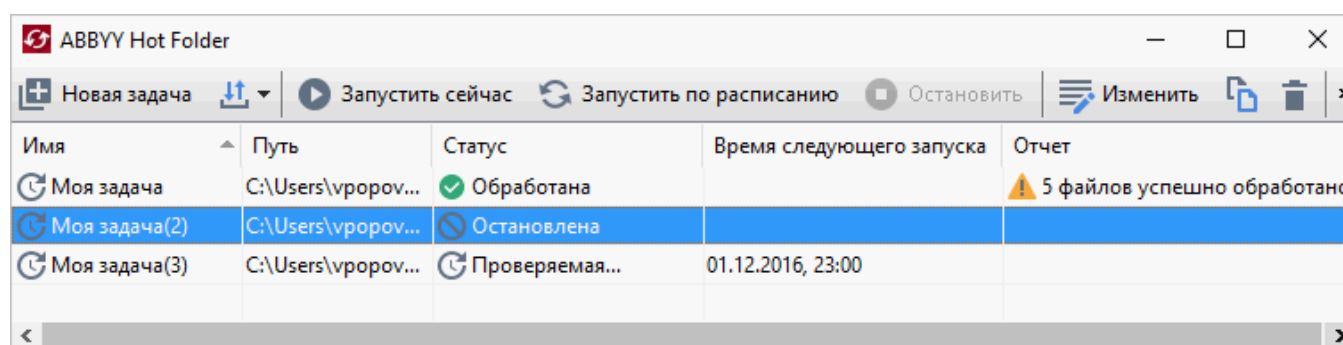 ABBYY Hot Folder
Новая задача Запустить сейчас Запустить по расписанию Остановить Изменить
Имя Путь Статус Время следующего запуска Отчет
Моя задача C:\Users\vpopov... Обработана 5 файлов успешно обработано
Моя задача(2) C:\Users\vpopov... Остановлена
Моя задача(3) C:\Users\vpopov... Проверяемая... 01.12.2016, 23:00